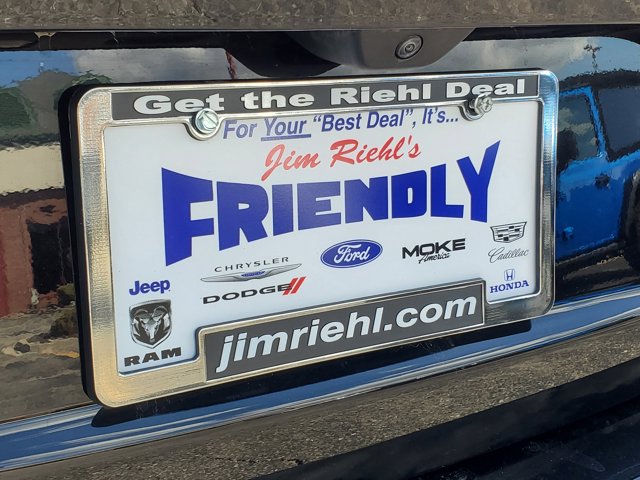 Get the Riehl Deal
For Your "Best Deal", It's...
Jim Riehl's
FRIENDLY
Jeep
RAM
CHRYSLER
DODGE
Ford
MOKE
America
Cadillac
HONDA
jimriehl.com